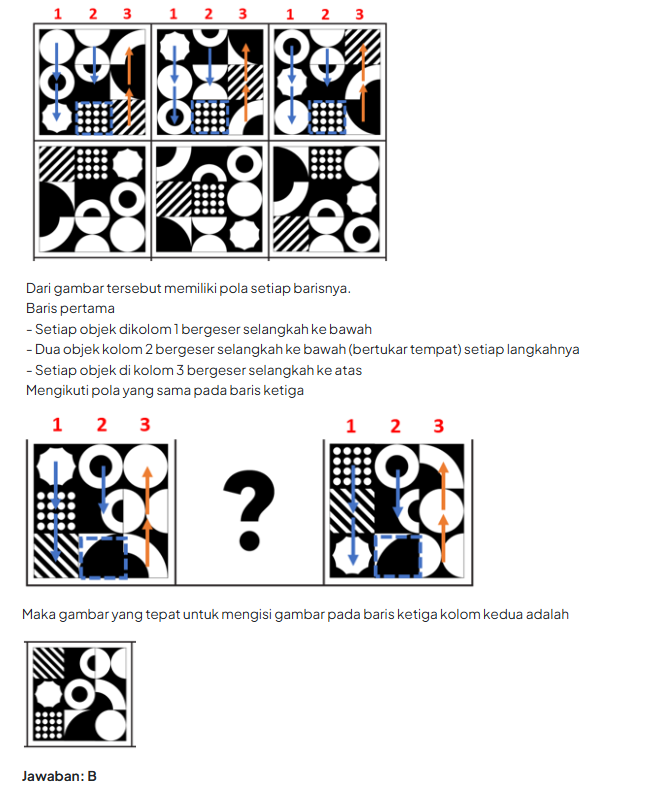 1 2 3 1 2 3 1 2 3
Dari gambar tersebut memiliki pola setiap barisnya.
Baris pertama
- Setiap objek dikolom 1 bergeser selangkah ke bawah
- Dua objek kolom 2 bergeser selangkah ke bawah (bertukar tempat) setiap langkahnya
- Setiap objek di kolom 3 bergeser selangkah ke atas
Mengikuti pola yang sama pada baris ketiga
1 2 3 1 2 3
?
Maka gambar yang tepat untuk mengisi gambar pada baris ketiga kolom kedua adalah
Jawaban: B